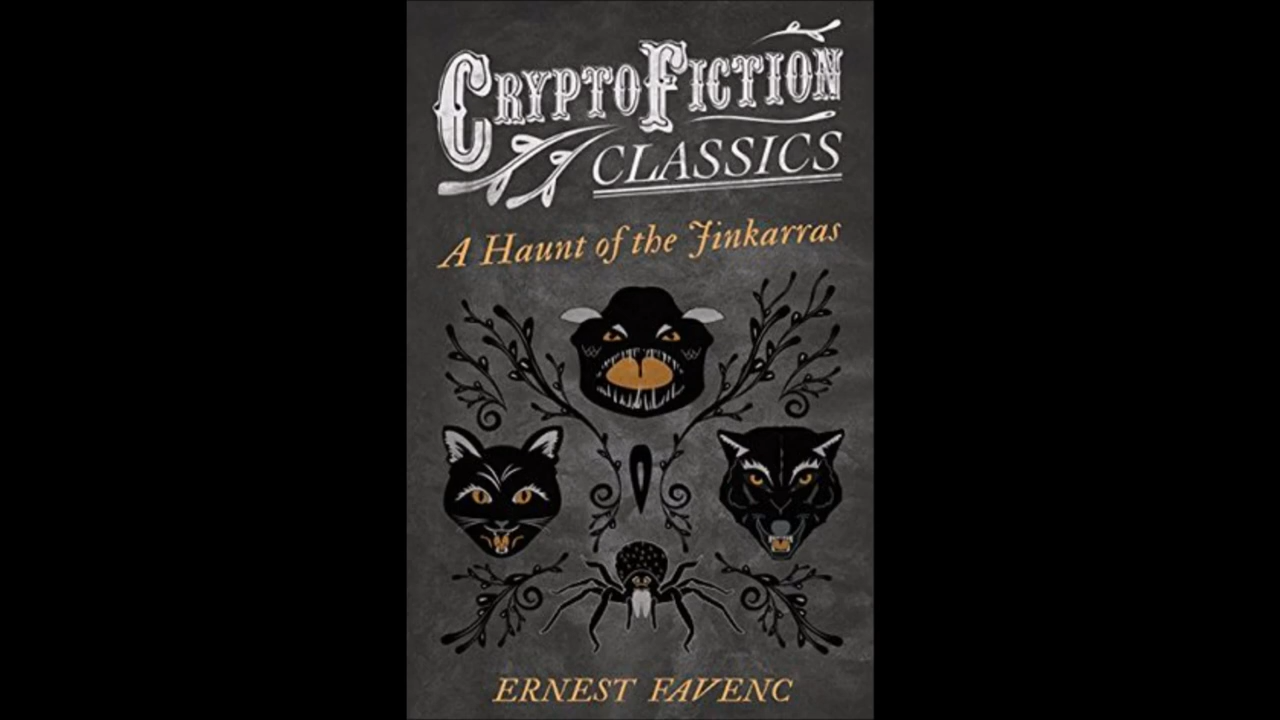 CRYPTOFICTION
CLASSICS
A Haunt of the Jinkarras
ERNEST FAVENC